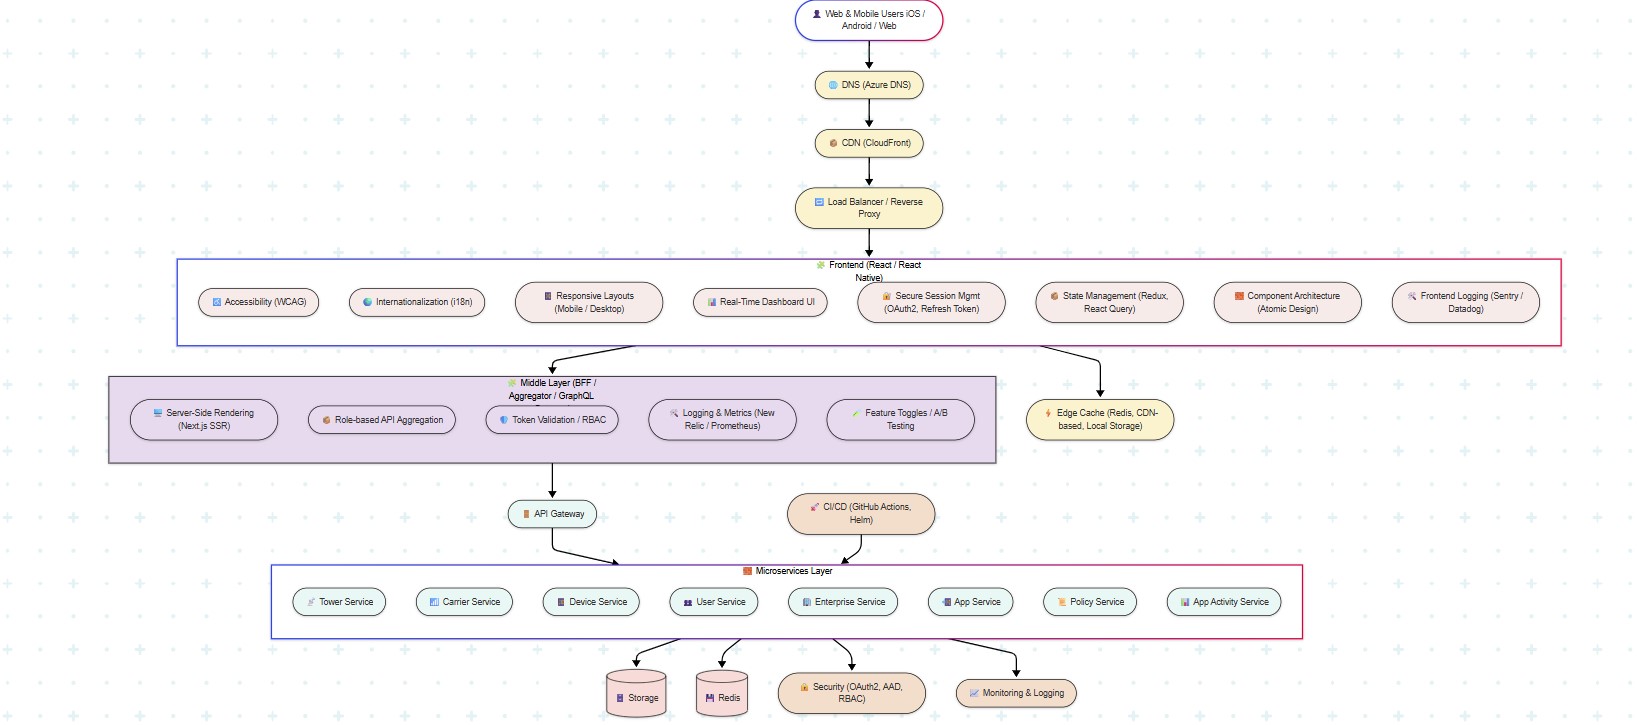 Web & Mobile Users iOS /
Android / Web
DNS (Azure DNS)
CDN (CloudFront)
Load Balancer / Reverse
Proxy
Frontend (React / React
Native)
Accessibility (WCAG)
Internationalization (i18n)
Responsive Layouts
(Mobile / Desktop)
Real-Time Dashboard UI
Secure Session Mgmt
(OAuth2, Refresh Token)
State Management (Redux,
React Query)
Component Architecture
(Atomic Design)
Frontend Logging (Sentry /
Datadog)
Middle Layer (BFF /
Aggregator / GraphQL
Server-Side Rendering
(Next.js SSR)
Role-based API Aggregation
Token Validation / RBAC
Logging & Metrics (New
Relic / Prometheus)
Feature Toggles / A/B
Testing
Edge Cache (Redis, CDN-
based, Local Storage)
API Gateway
CI/CD (GitHub Actions,
Helm)
Microservices Layer
Tower Service
Carrier Service
Device Service
User Service
Enterprise Service
App Service
Policy Service
App Activity Service
Storage
Redis
Security (OAuth2, AAD,
RBAC)
Monitoring & Logging